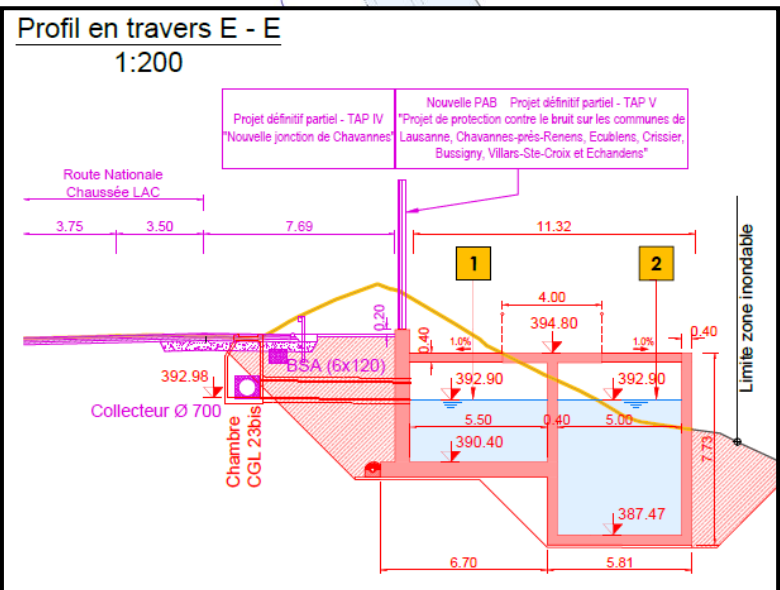 Profil en travers E - E
1:200
Projet définitif partiel - TAP IV
"Nouvelle jonction de Chavannes"
Nouvelle PAB Projet définitif partiel - TAP V
"Projet de protection contre le bruit sur les communes de
Lausanne, Chavannes-près-Renens, Ecublens, Crissier,
Bussigny, Villars-Ste-Croix et Echandens"
Route Nationale
Chaussée LAC
3.75 3.50 7.69 11.32
1 2
4.00
Limite zone inondable
0.20
394.80
0.40
0.40
1.0% 1.0%
BSA (6x120)
392.98
392.90 392.90
Collecteur Ø 700
Chambre
CGL 23bis
5.50 0.40 5.00
7.73
390.40
387.47
6.70 5.81